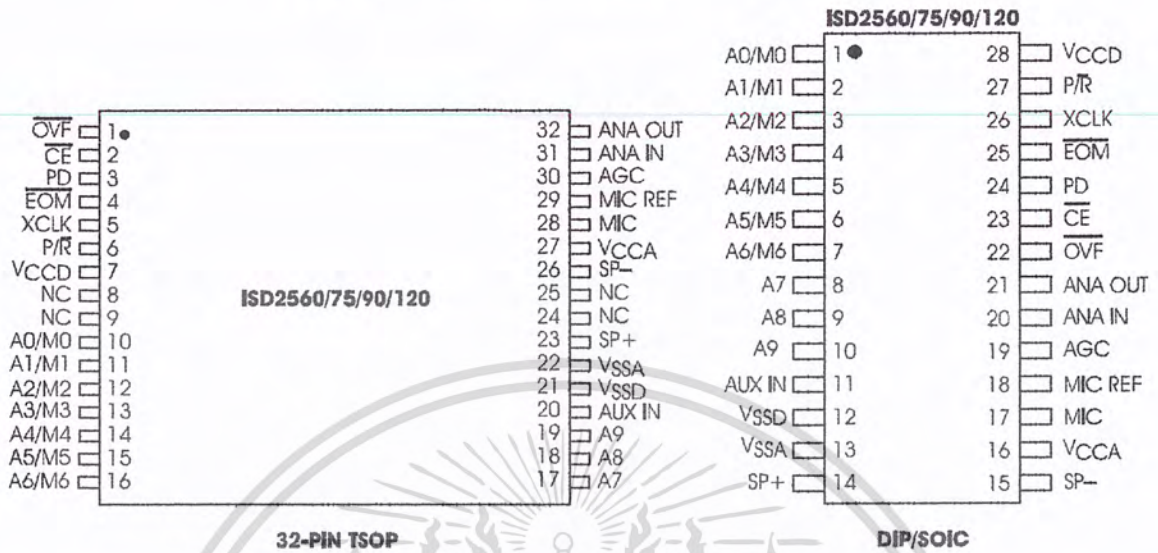 ISD2560/75/90/120
A0/M0 1 28 VCCD
A1/M1 2 27 P/R̅
A2/M2 3 26 XCLK
A3/M3 4 25 E̅O̅M̅
A4/M4 5 24 PD
A5/M5 6 23 C̅E̅
A6/M6 7 22 O̅V̅F̅
A7 8 21 ANA OUT
A8 9 20 ANA IN
A9 10 19 AGC
AUX IN 11 18 MIC REF
VSSD 12 17 MIC
VSSA 13 16 VCCA
SP+ 14 15 SP–
DIP/SOIC
O̅V̅F̅ 1 32 ANA OUT
C̅E̅ 2 31 ANA IN
PD 3 30 AGC
E̅O̅M̅ 4 29 MIC REF
XCLK 5 28 MIC
P/R̅ 6 27 VCCA
VCCD 7 26 SP–
NC 8 25 NC
ISD2560/75/90/120
NC 9 24 NC
A0/M0 10 23 SP+
A1/M1 11 22 VSSA
A2/M2 12 21 VSSD
A3/M3 13 20 AUX IN
A4/M4 14 19 A9
A5/M5 15 18 A8
A6/M6 16 17 A7
32-PIN TSOP